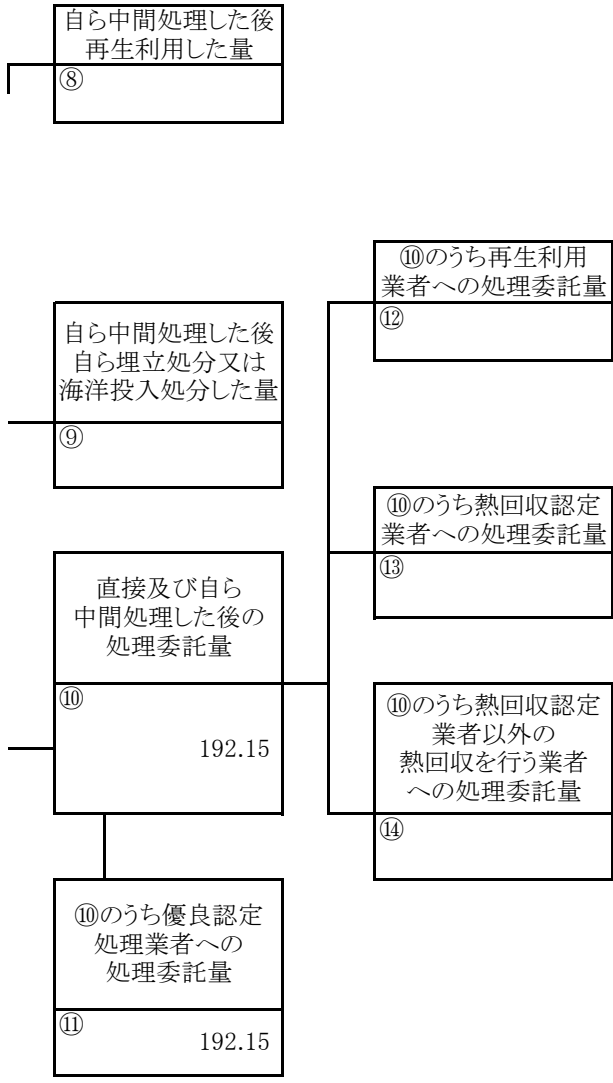 自ら中間処理した後
再生利用した量
⑧
自ら中間処理した後
自ら埋立処分又は
海洋投入処分した量
⑨
直接及び自ら
中間処理した後の
処理委託量
⑩
192.15
⑩のうち優良認定
処理業者への
処理委託量
⑪
192.15
⑩のうち再生利用
業者への処理委託量
⑫
⑩のうち熱回収認定
業者への処理委託量
⑬
⑩のうち熱回収認定
業者以外の
熱回収を行う業者
への処理委託量
⑭